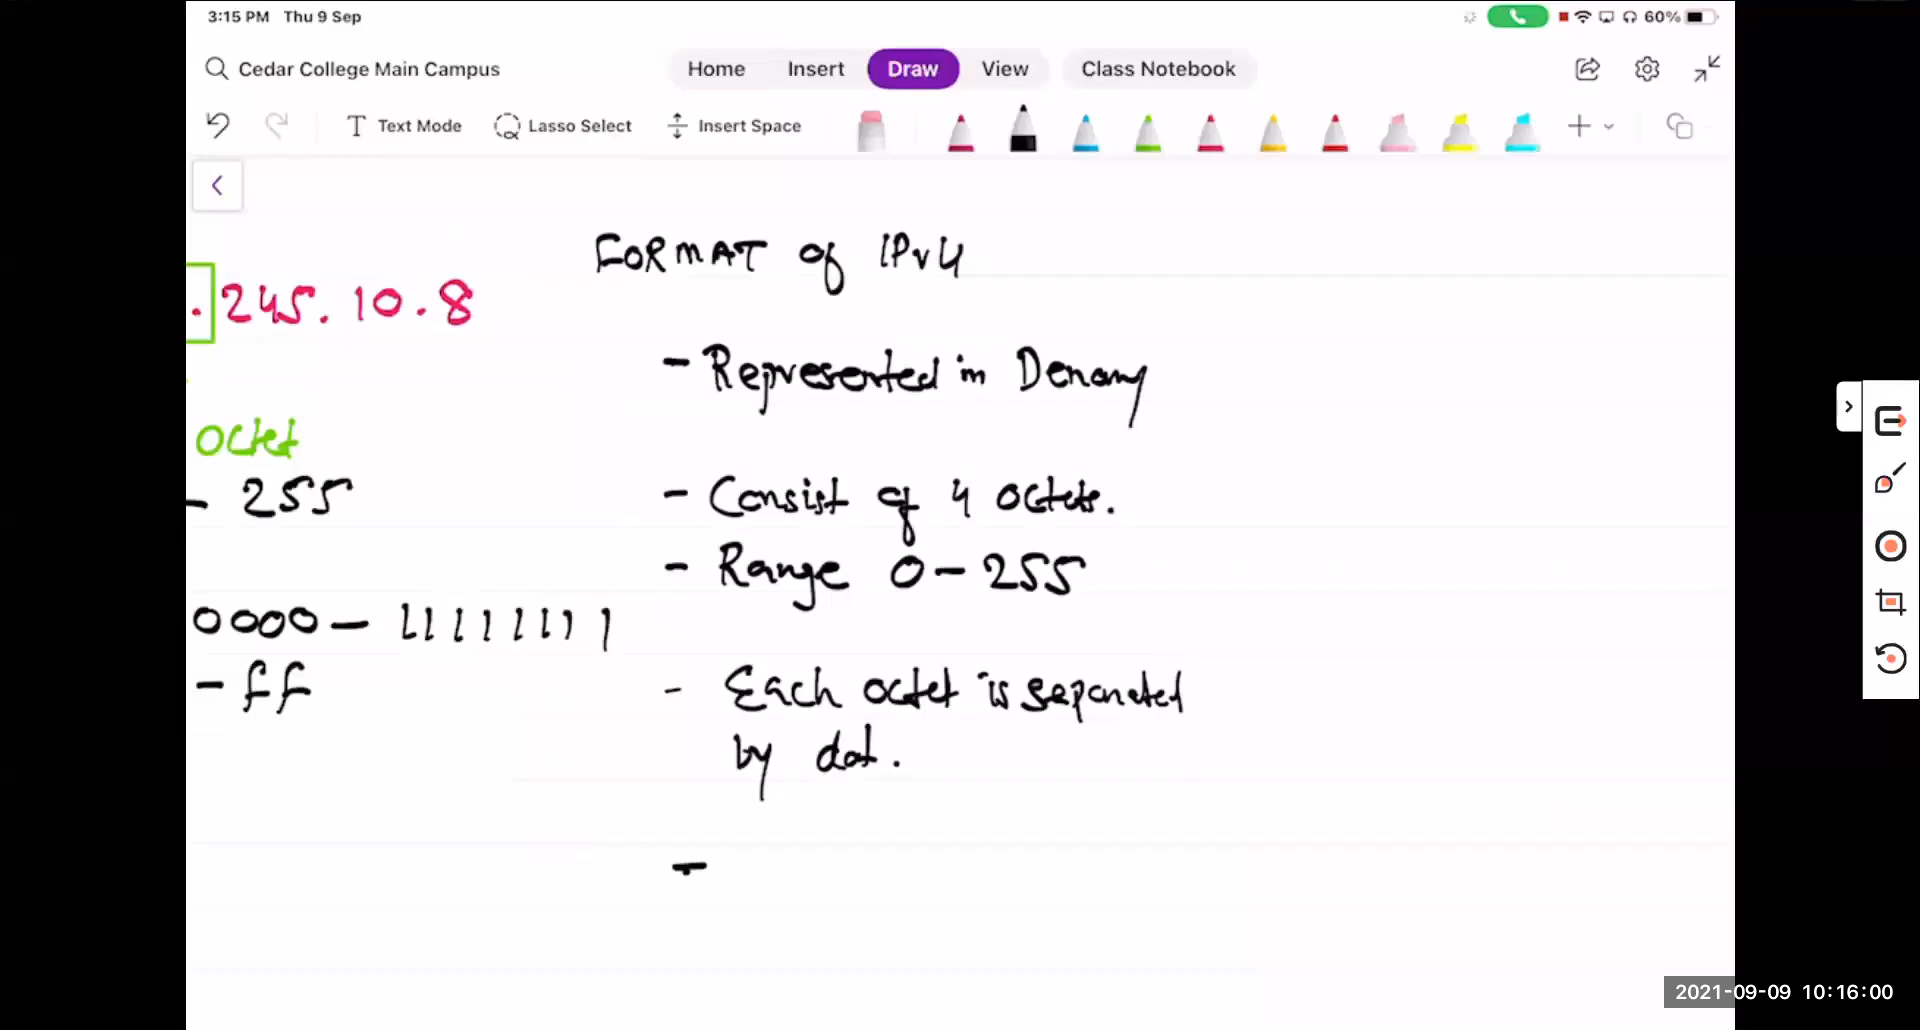 3:15 PM Thu 9 Sep
60%
Cedar College Main Campus
Home Insert Draw View Class Notebook
Text Mode Lasso Select Insert Space
FORMAT of IPv4
.245.10.8
- Represented in Denary
octet
- 255
- Consist of 4 octets.
- Range 0-255
0000 - 11111111
- ff
- Each octet is separated
by dot.
-
2021-09-09 10:16:00